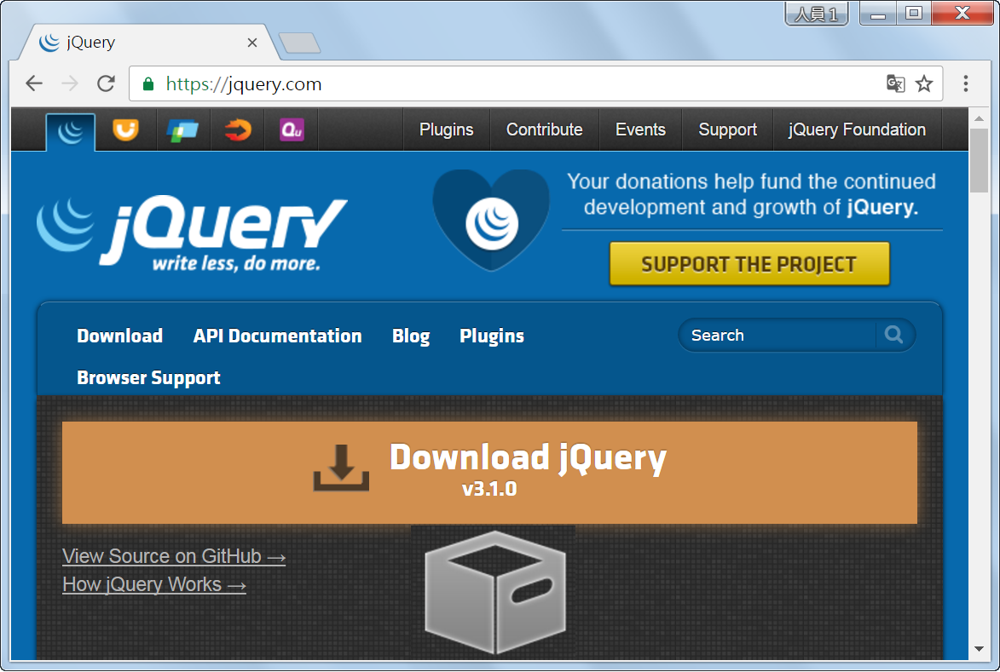 人員 1
jQuery
https://jquery.com
Qu
Plugins Contribute Events Support jQuery Foundation
jQuery
write less, do more.
Your donations help fund the continued
development and growth of jQuery.
SUPPORT THE PROJECT
Download API Documentation Blog Plugins
Search
Browser Support
Download jQuery
v3.1.0
View Source on GitHub →
How jQuery Works →